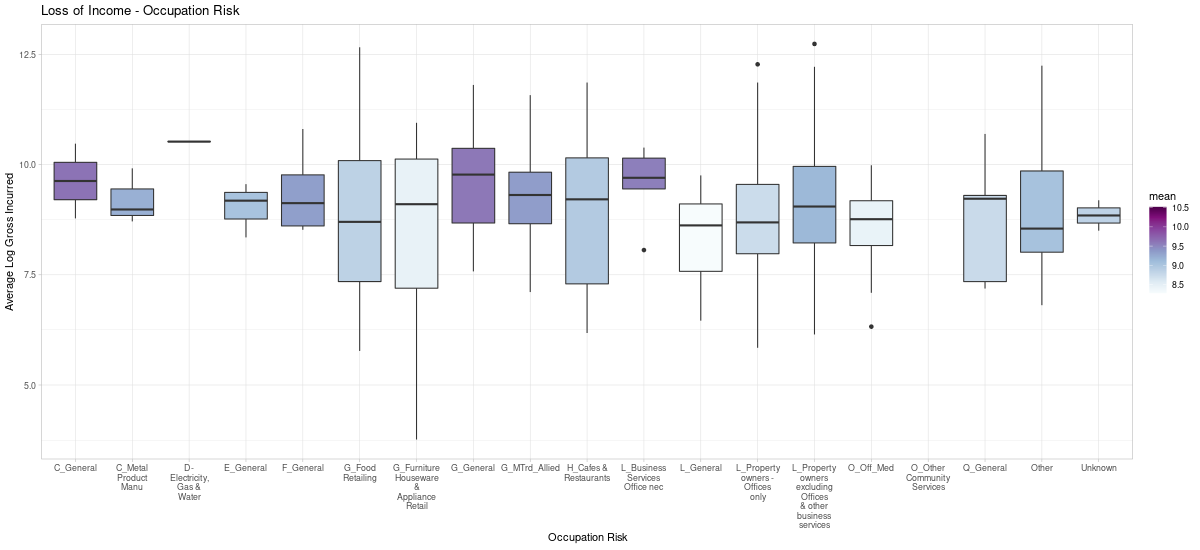 Loss of Income - Occupation Risk
Average Log Gross Incurred
12.5
10.0
7.5
5.0
C_General
C_Metal
Product
Manu
D-
Electricity,
Gas &
Water
E_General
F_General
G_Food
Retailing
G_Furniture
Houseware
&
Appliance
Retail
G_General
G_MTrd_Allied
H_Cafes &
Restaurants
L_Business
Services
Office nec
L_General
L_Property
owners -
Offices
only
L_Property
owners
excluding
Offices
& other
business
services
O_Off_Med
O_Other
Community
Services
Q_General
Other
Unknown
Occupation Risk
mean
10.5
10.0
9.5
9.0
8.5